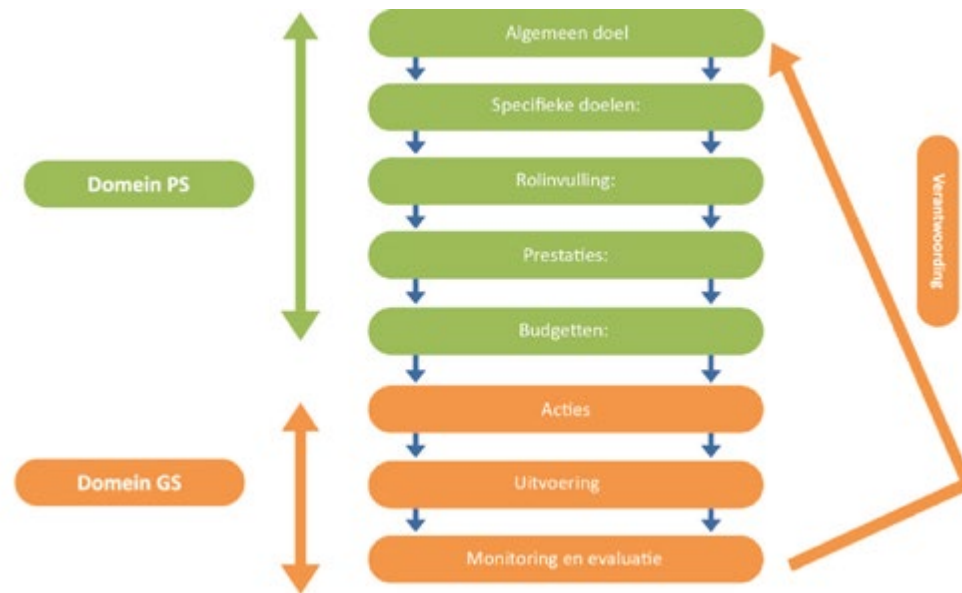 Algemeen doel
Specifieke doelen:
Rolinvulling:
Prestaties:
Budgetten:
Acties
Uitvoering
Monitoring en evaluatie
Domein PS
Domein GS
Verantwoording